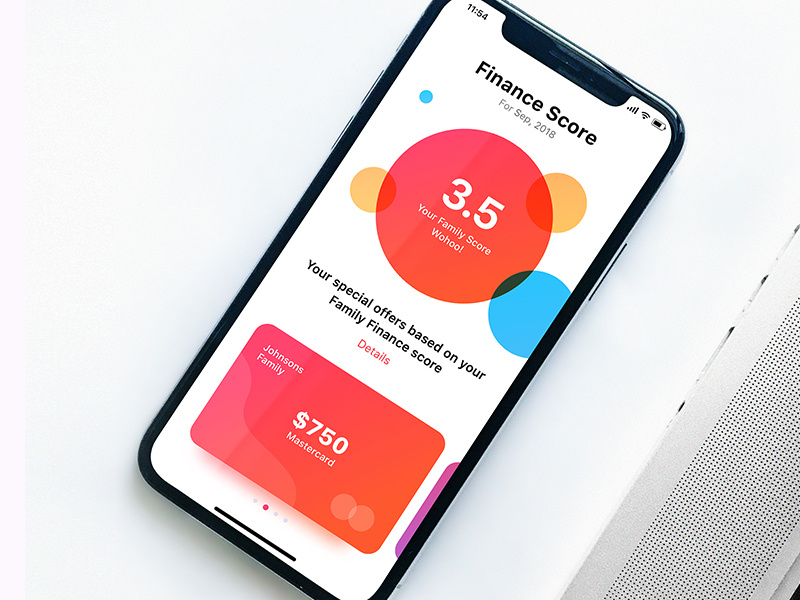 11:54
Finance Score
For Sep, 2018
3.5
Your Family Score
Wohoo!
Your special offers based on your
Family Finance score
Details
Johnsons
Family
$750
Mastercard